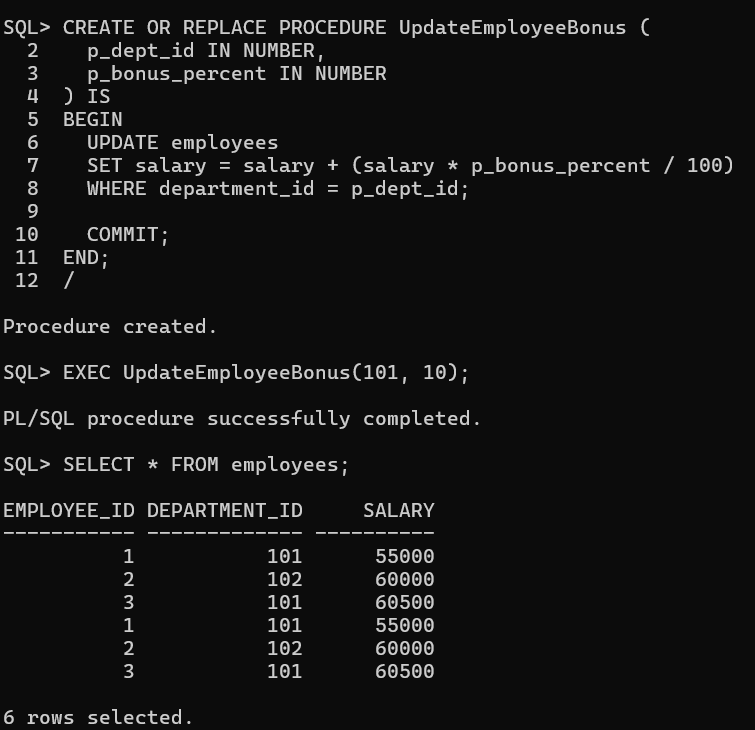 SQL> CREATE OR REPLACE PROCEDURE UpdateEmployeeBonus (
  2    p_dept_id IN NUMBER,
  3    p_bonus_percent IN NUMBER
  4  ) IS
  5  BEGIN
  6    UPDATE employees
  7    SET salary = salary + (salary * p_bonus_percent / 100)
  8    WHERE department_id = p_dept_id;
  9
 10    COMMIT;
 11  END;
 12  /

Procedure created.

SQL> EXEC UpdateEmployeeBonus(101, 10);

PL/SQL procedure successfully completed.

SQL> SELECT * FROM employees;

EMPLOYEE_ID DEPARTMENT_ID     SALARY
----------- ------------- ----------
          1           101      55000
          2           102      60000
          3           101      60500
          1           101      55000
          2           102      60000
          3           101      60500

6 rows selected.